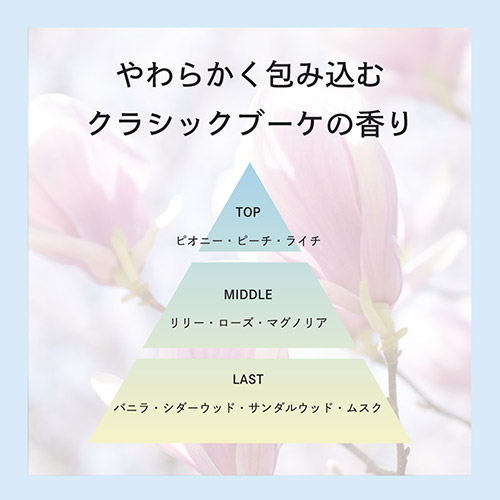 やわらかく包み込む
クラシックブーケの香り
TOP
ピオニー・ピーチ・ライチ
MIDDLE
リリー・ローズ・マグノリア
LAST
バニラ・シダーウッド・サンダルウッド・ムスク